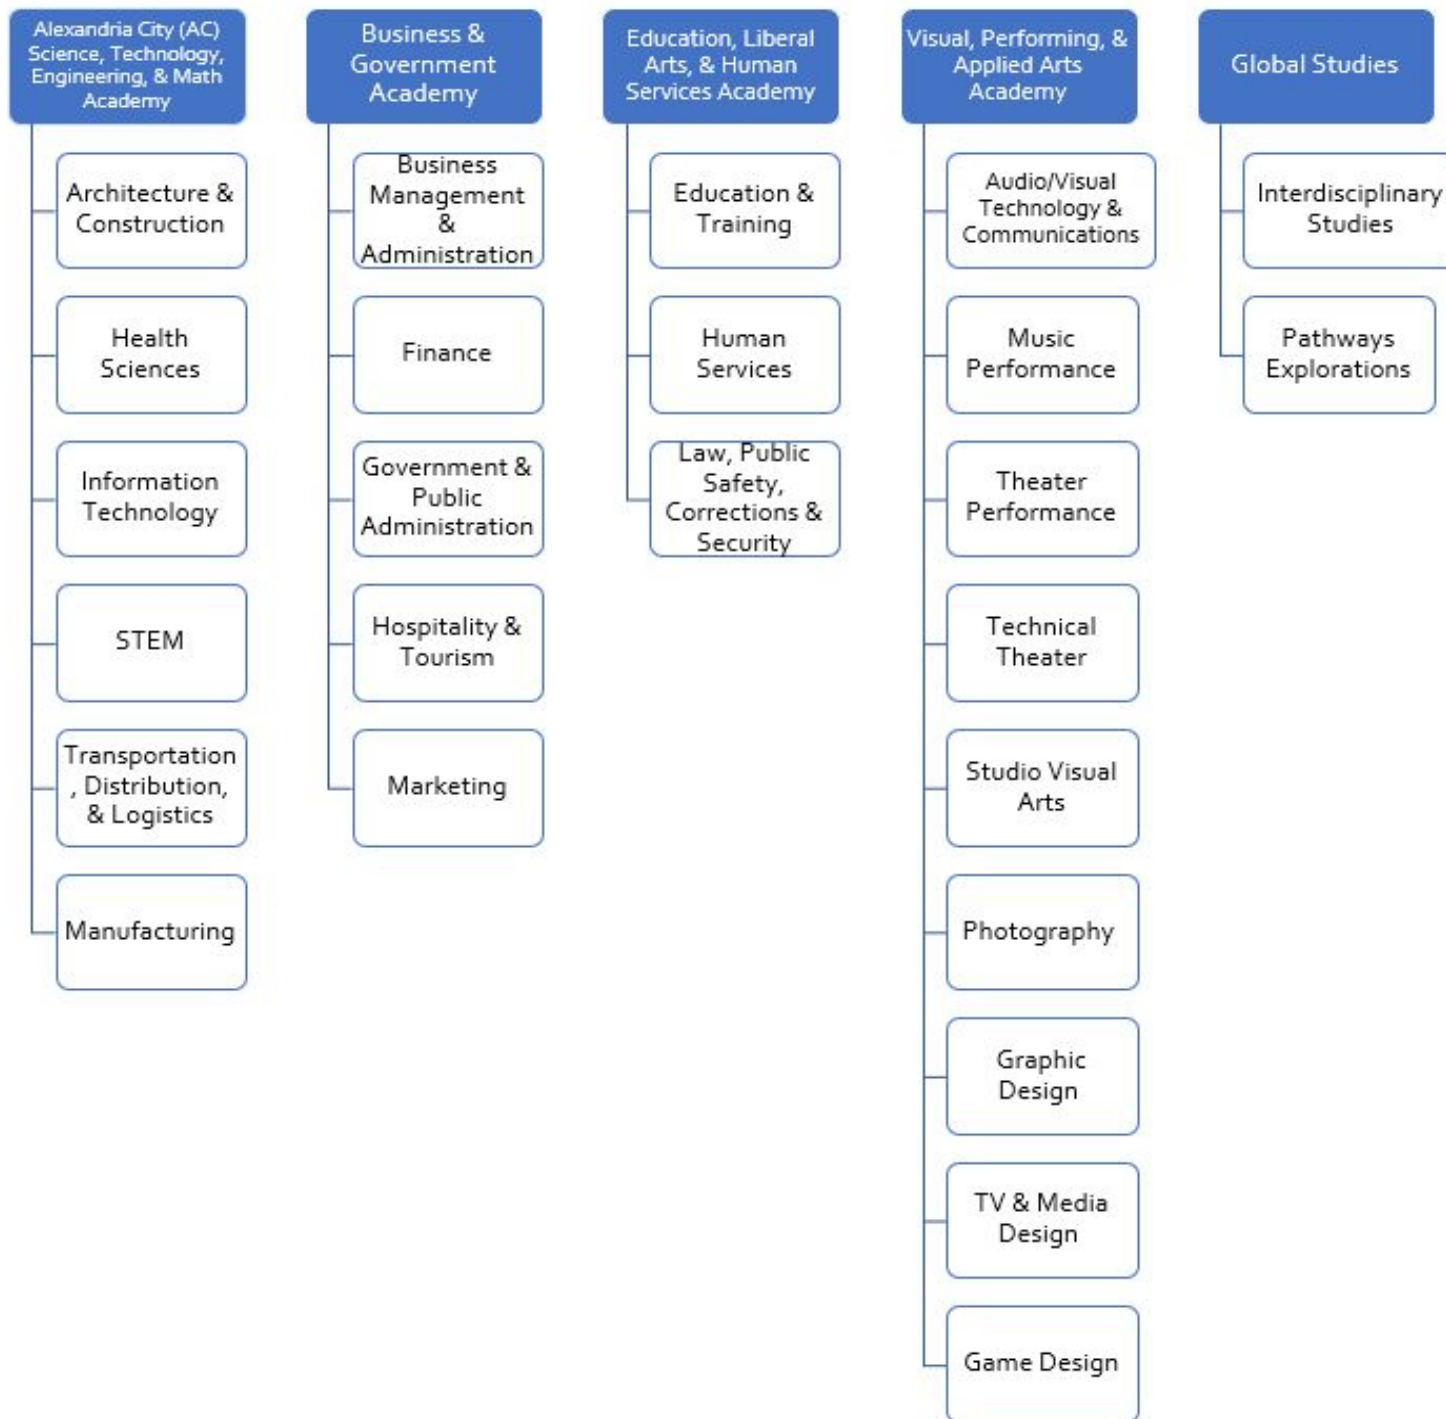 Alexandria City (AC)
Science, Technology,
Engineering, & Math
Academy
Architecture &
Construction
Health
Sciences
Information
Technology
STEM
Transportation
, Distribution,
& Logistics
Manufacturing
Business &
Government
Academy
Business
Management
&
Administration
Finance
Government &
Public
Administration
Hospitality &
Tourism
Marketing
Education, Liberal
Arts, & Human
Services Academy
Education &
Training
Human
Services
Law, Public
Safety,
Corrections &
Security
Visual, Performing, &
Applied Arts
Academy
Audio/Visual
Technology &
Communications
Music
Performance
Theater
Performance
Technical
Theater
Studio Visual
Arts
Photography
Graphic
Design
TV & Media
Design
Game Design
Global Studies
Interdisciplinary
Studies
Pathways
Explorations